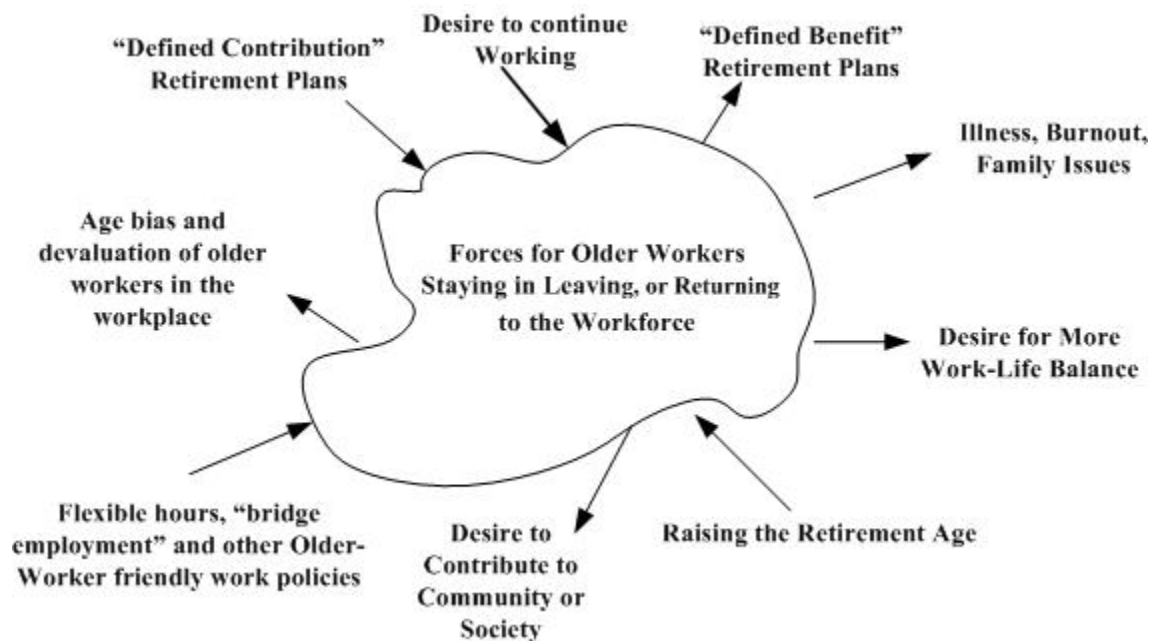 Desire to continue
Working
“Defined Contribution”
Retirement Plans
“Defined Benefit”
Retirement Plans
Illness, Burnout,
Family Issues
Age bias and
devaluation of older
workers in the
workplace
Forces for Older Workers
Staying in Leaving, or Returning
to the Workforce
Desire for More
Work-Life Balance
Flexible hours, “bridge
employment” and other Older-
Worker friendly work policies
Desire to
Contribute to
Community or
Society
Raising the Retirement Age